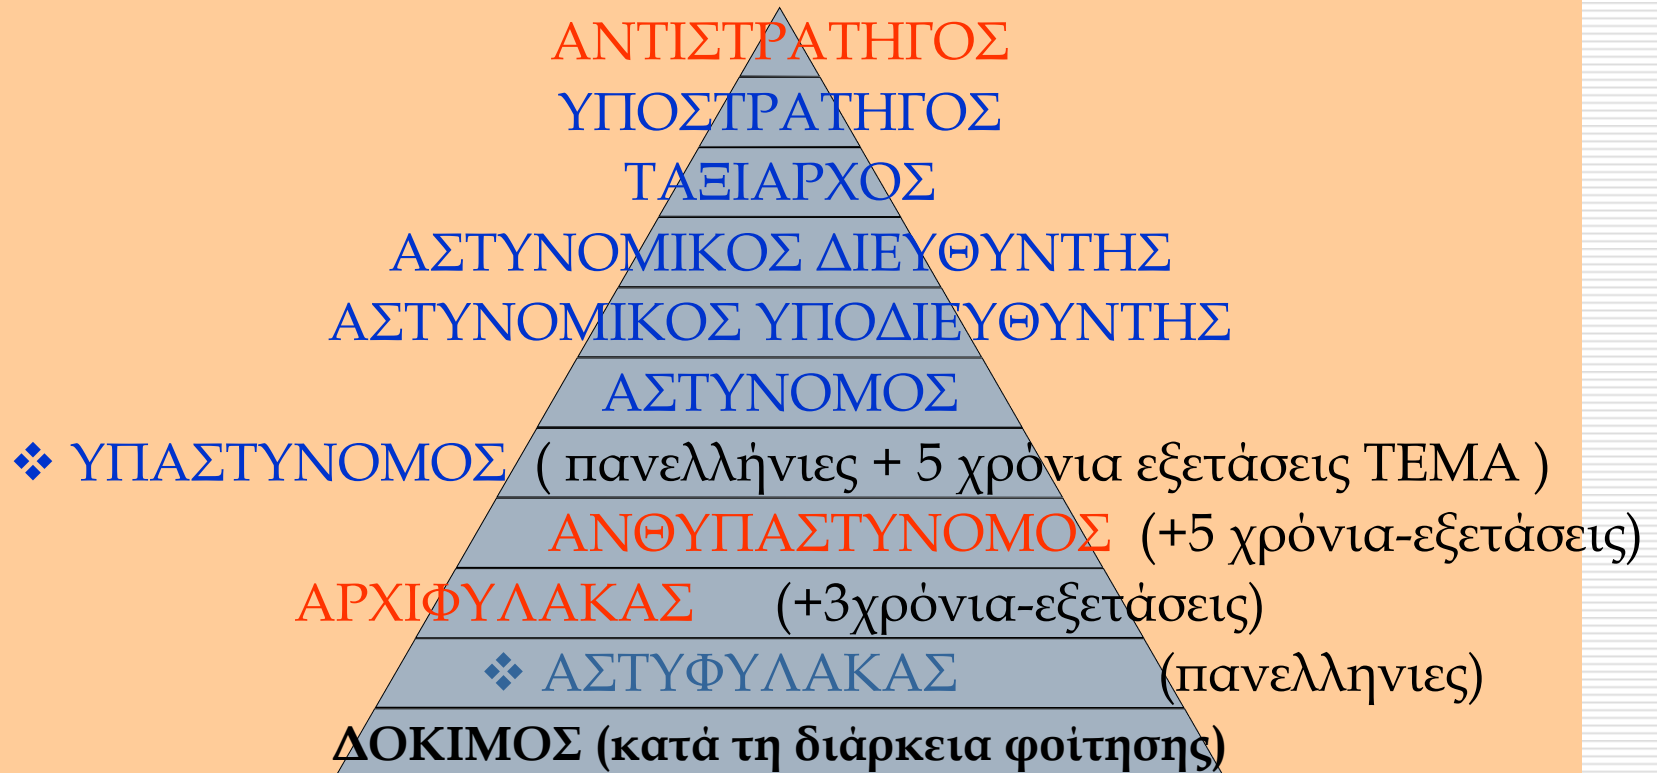 ΑΝΤΙΣΤΡΑΤΗΓΟΣ
ΥΠΟΣΤΡΑΤΗΓΟΣ
ΤΑΞΙΑΡΧΟΣ
ΑΣΤΥΝΟΜΙΚΟΣ ΔΙΕΥΘΥΝΤΗΣ
ΑΣΤΥΝΟΜΙΚΟΣ ΥΠΟΔΙΕΥΘΥΝΤΗΣ
ΑΣΤΥΝΟΜΟΣ
❖ ΥΠΑΣΤΥΝΟΜΟΣ ( πανελλήνιες + 5 χρόνια εξετάσεις ΤΕΜΑ )
ΑΝΘΥΠΑΣΤΥΝΟΜΟΣ (+5 χρόνια-εξετάσεις)
ΑΡΧΙΦΥΛΑΚΑΣ (+3χρόνια-εξετάσεις)
❖ ΑΣΤΥΦΥΛΑΚΑΣ (πανελληνιες)
ΔΟΚΙΜΟΣ (κατά τη διάρκεια φοίτησης)